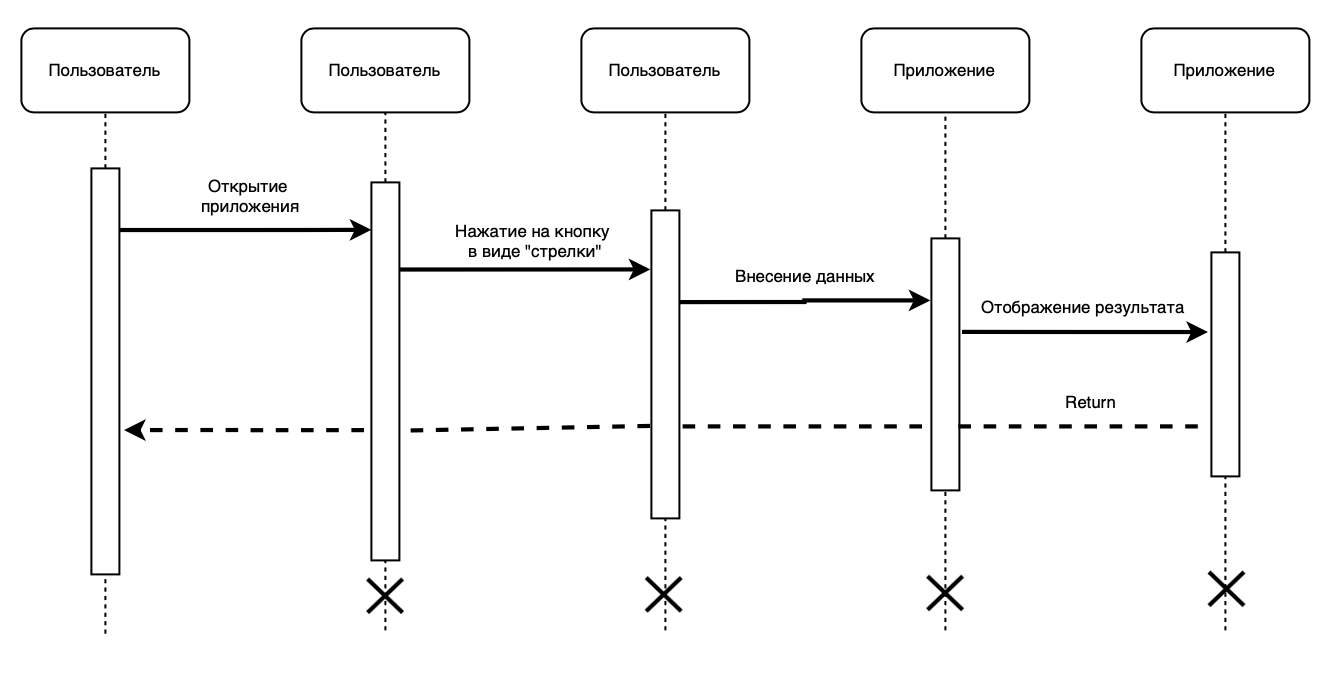 Пользователь
Пользователь
Пользователь
Приложение
Приложение
Открытие
приложения
Нажатие на кнопку
в виде "стрелки"
Внесение данных
Отображение результата
Return